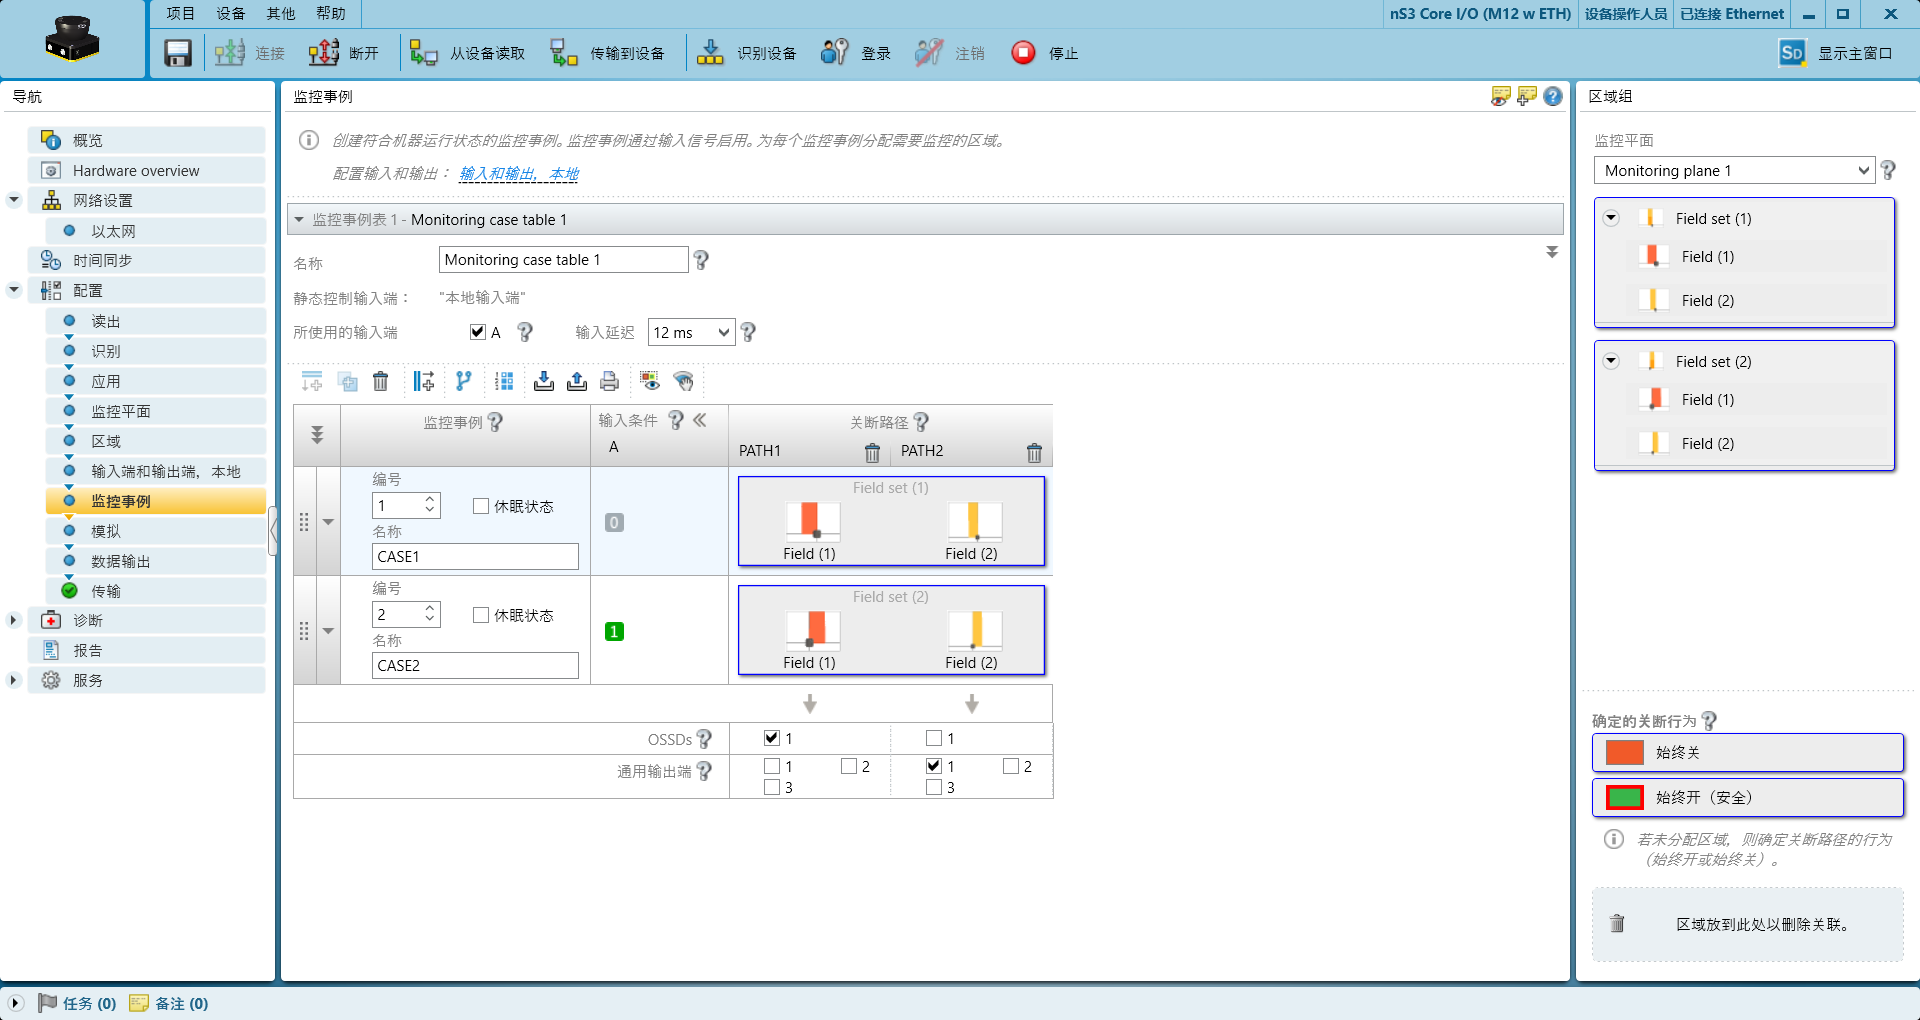 项目 设备 其他 帮助
nS3 Core I/O (M12 w ETH) 设备操作人员 已连接 Ethernet
连接 断开 从设备读取 传输到设备 识别设备 登录 注销 停止
SD 显示主窗口
导航
概览
Hardware overview
网络设置
以太网
时间同步
配置
读出
识别
应用
监控平面
区域
输入端和输出端，本地
监控事例
模拟
数据输出
传输
诊断
报告
服务
监控事例
创建符合机器运行状态的监控事例。监控事例通过输入信号启用。为每个监控事例分配需要监控的区域。
配置输入和输出： 输入和输出，本地
监控事例表 1 - Monitoring case table 1
名称 Monitoring case table 1
静态控制输入端： "本地输入端"
所使用的输入端 A 输入延迟 12 ms
监控事例 输入条件 关断路径
A PATH1 PATH2
编号
1 休眠状态
名称
CASE1
0
Field set (1)
Field (1) Field (2)
编号
2 休眠状态
名称
CASE2
1
Field set (2)
Field (1) Field (2)
OSSDs 1 1
通用输出端 1 2 1 2
3 3
区域组
监控平面
Monitoring plane 1
Field set (1)
Field (1)
Field (2)
Field set (2)
Field (1)
Field (2)
确定的关断行为
始终关
始终开（安全）
若未分配区域，则确定关断路径的行为
（始终开或始终关）。
区域放到此处以删除关联。
任务 (0) 备注 (0)